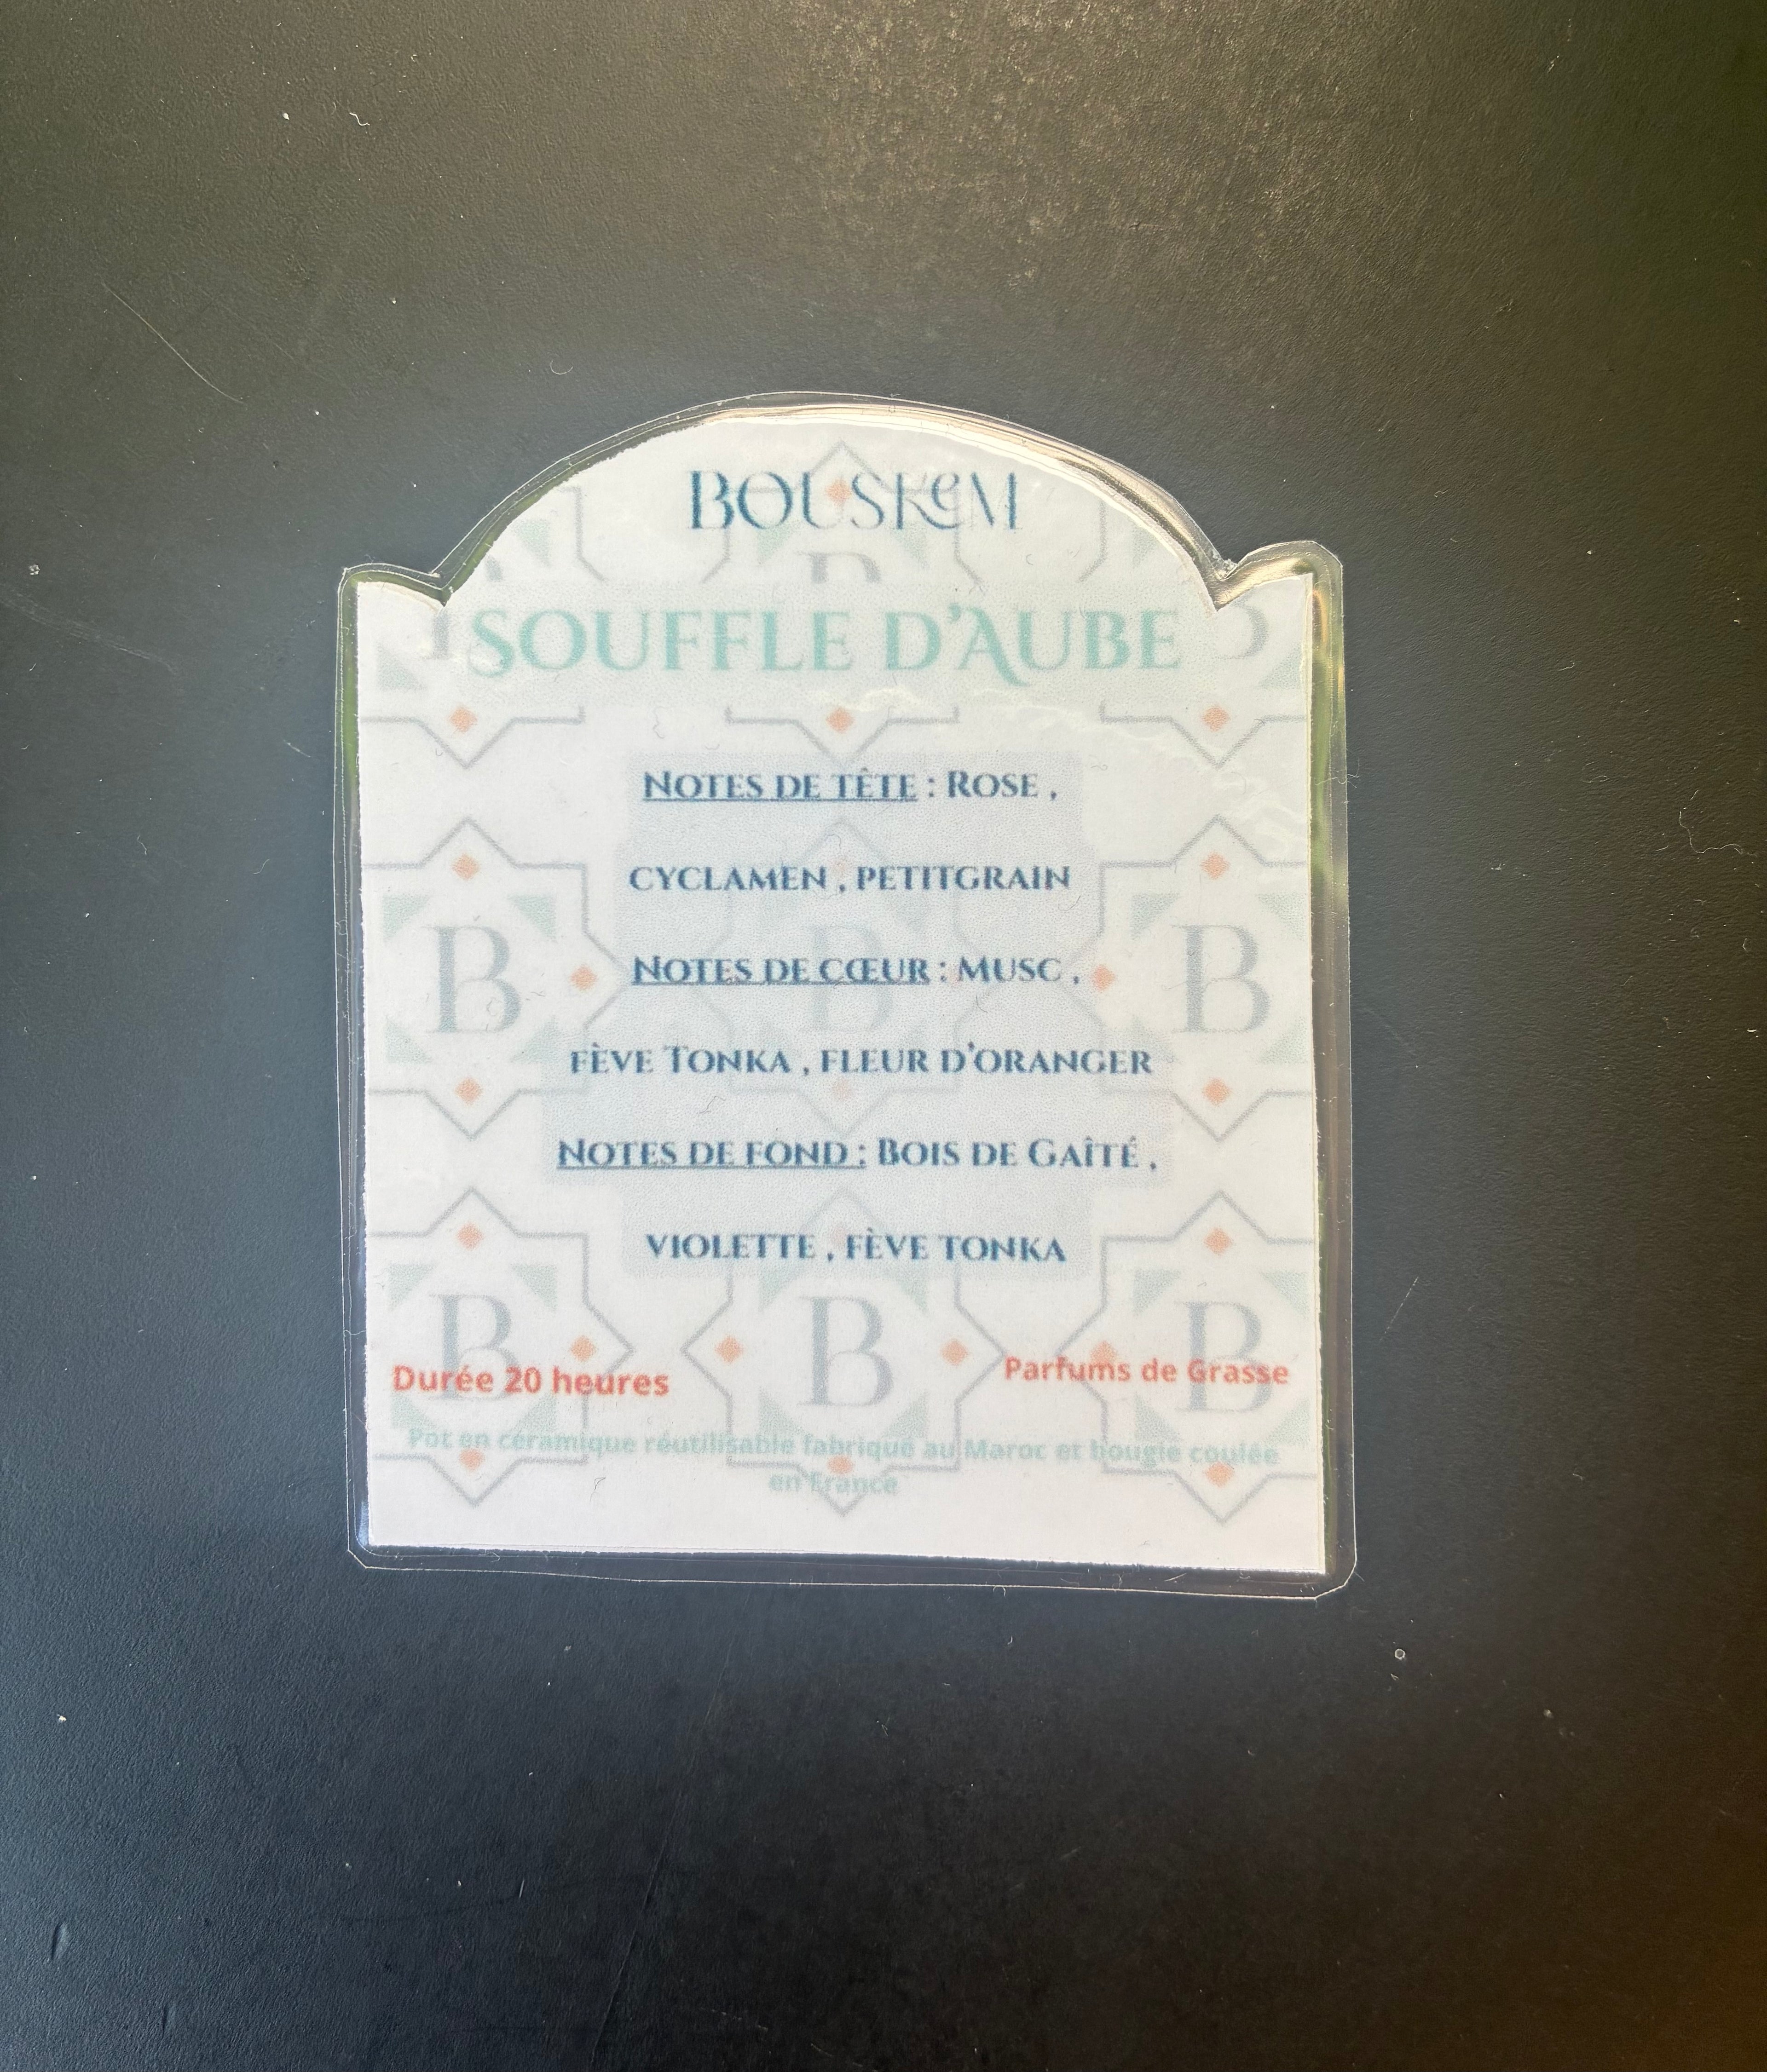 BOUSKeM
SOUFFLE D'AUBE
NOTES DE TÊTE : ROSE ,
CYCLAMEN , PETITGRAIN
NOTES DE CŒUR : MUSC ,
FÈVE TONKA , FLEUR D'ORANGER
NOTES DE FOND : BOIS DE GAÎTÉ ,
VIOLETTE , FÈVE TONKA
B B
B B B
Durée 20 heures
Parfums de Grasse
Pot en céramique réutilisable fabriqué au Maroc et bougie coulée
en France